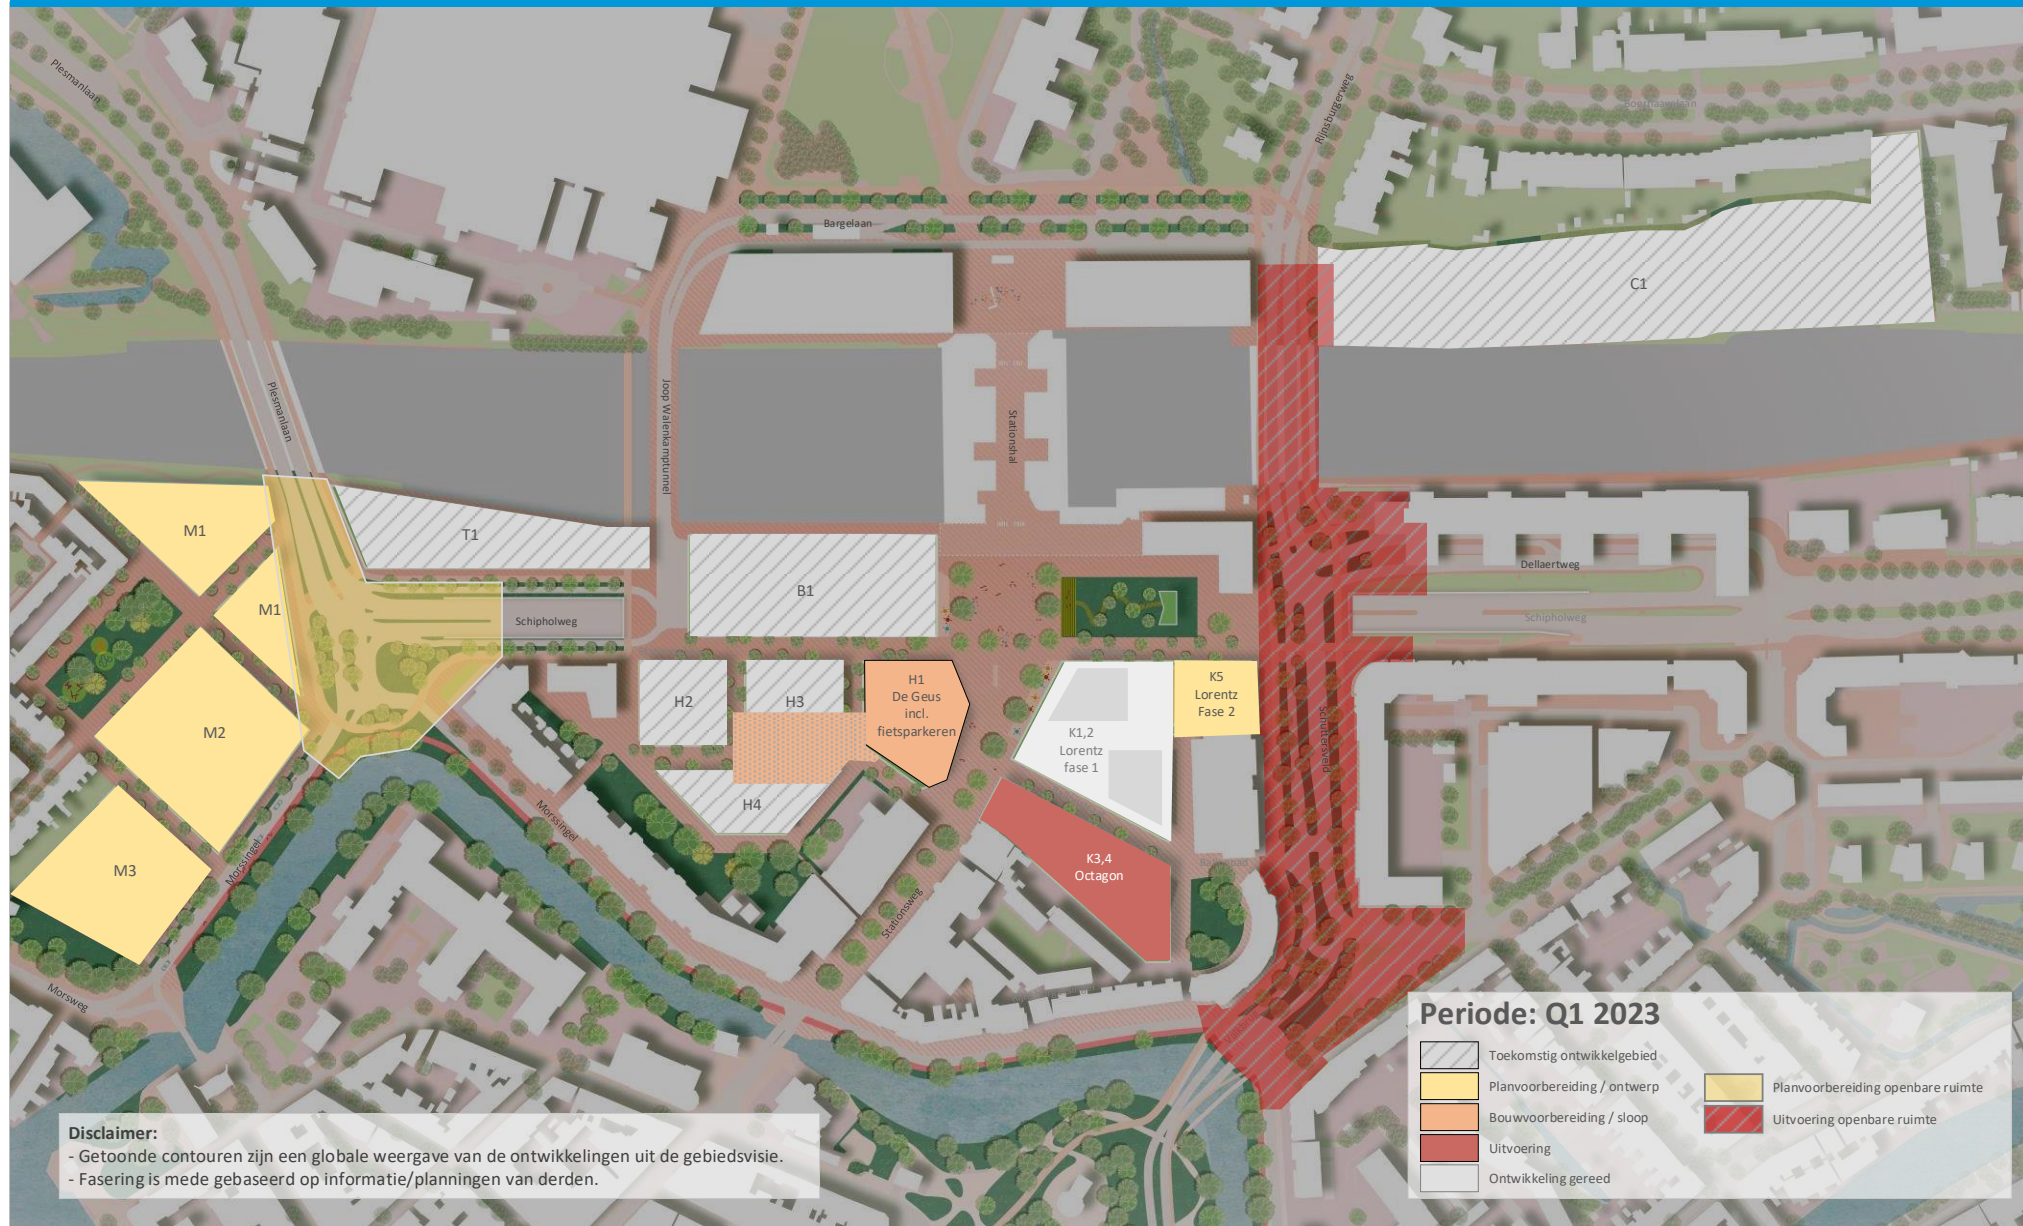 Plesmanlaan
Rijnsburgerweg
Boerhaavelaan
Bargelaan
C1
Plesmanlaan
Joop Walenkamptunnel
Stationshal
M1
T1
B1
Dellaertweg
M1
Schipholweg
Schipholweg
M2
H2
H3
H1
De Geus
incl.
fietsparkeren
K1,2
Lorentz
fase 1
K5
Lorentz
Fase 2
Schuttersveld
H4
Morssingel
M3
Morssingel
K3,4
Octagon
Stationsweg
Morsweg
Periode: Q1 2023
Toekomstig ontwikkelgebied
Planvoorbereiding / ontwerp
Bouwvoorbereiding / sloop
Uitvoering
Ontwikkeling gereed
Planvoorbereiding openbare ruimte
Uitvoering openbare ruimte
Disclaimer:
- Getoonde contouren zijn een globale weergave van de ontwikkelingen uit de gebiedsvisie.
- Fasering is mede gebaseerd op informatie/planningen van derden.